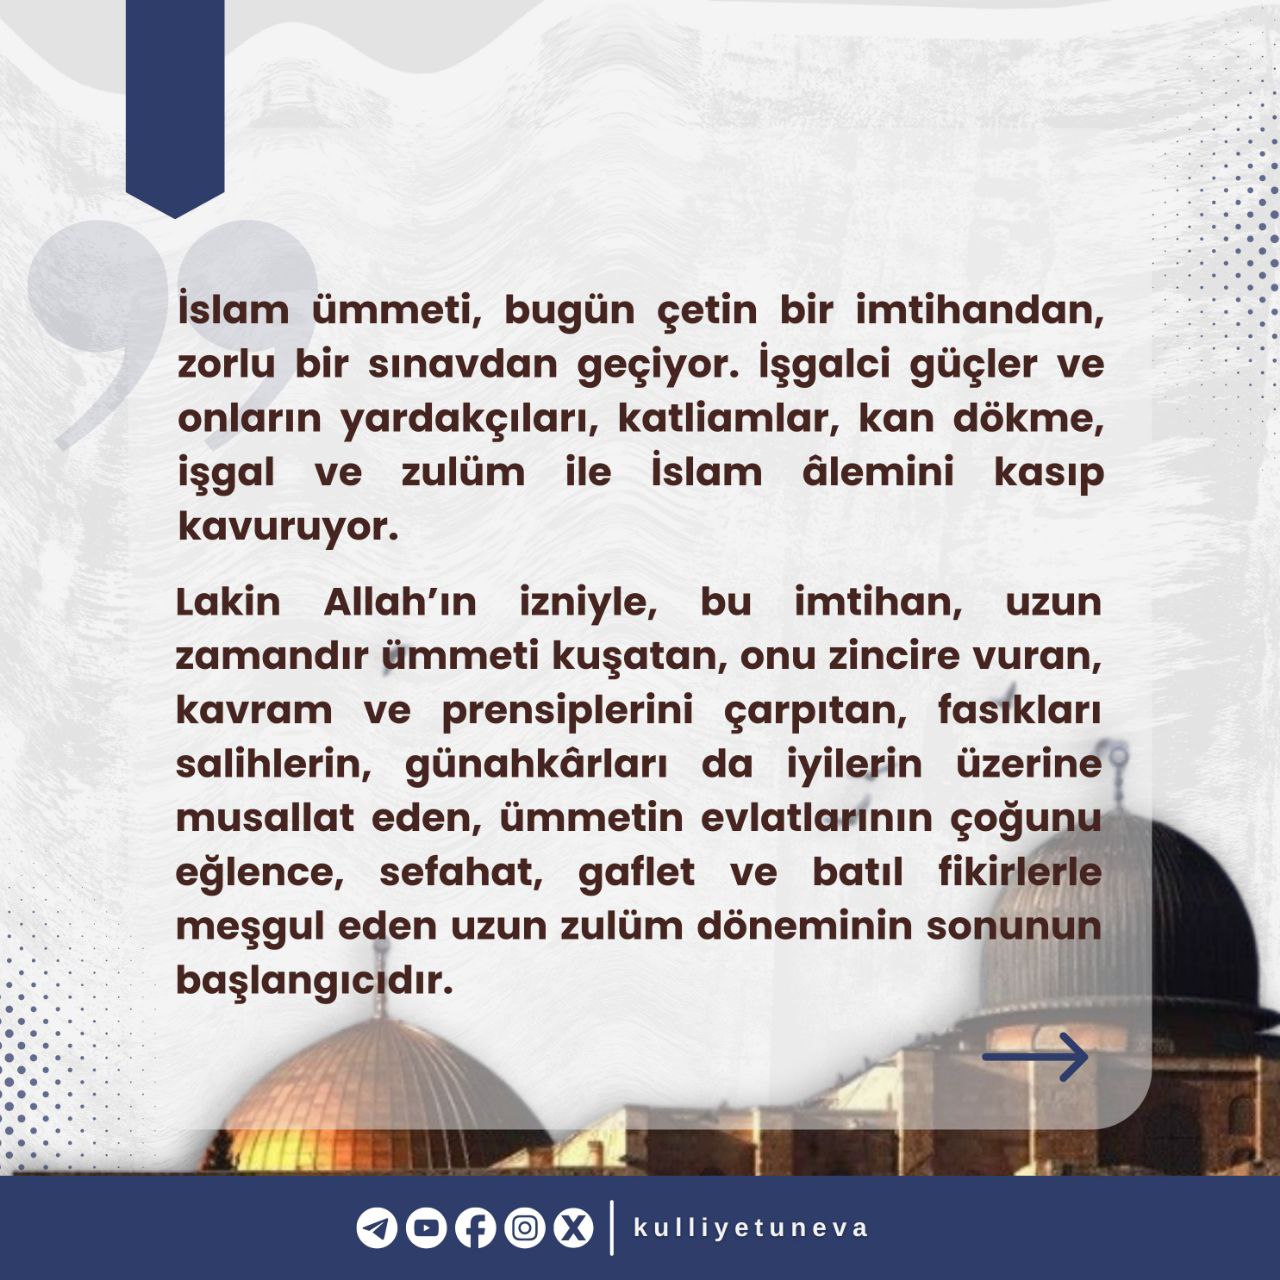 İslam ümmeti, bugün çetin bir imtihandan,
zorlu bir sınavdan geçiyor. İşgalci güçler ve
onların yardakçıları, katliamlar, kan dökme,
işgal ve zulüm ile İslam âlemini kasıp
kavuruyor.
Lakin Allah’ın izniyle, bu imtihan, uzun
zamandır ümmeti kuşatan, onu zincire vuran,
kavram ve prensiplerini çarpıtan, fasıkları
salihlerin, günahkârları da iyilerin üzerine
musallat eden, ümmetin evlatlarının çoğunu
eğlence, sefahat, gaflet ve batıl fikirlerle
meşgul eden uzun zulüm döneminin sonunun
başlangıcıdır.
kulliyetuneva